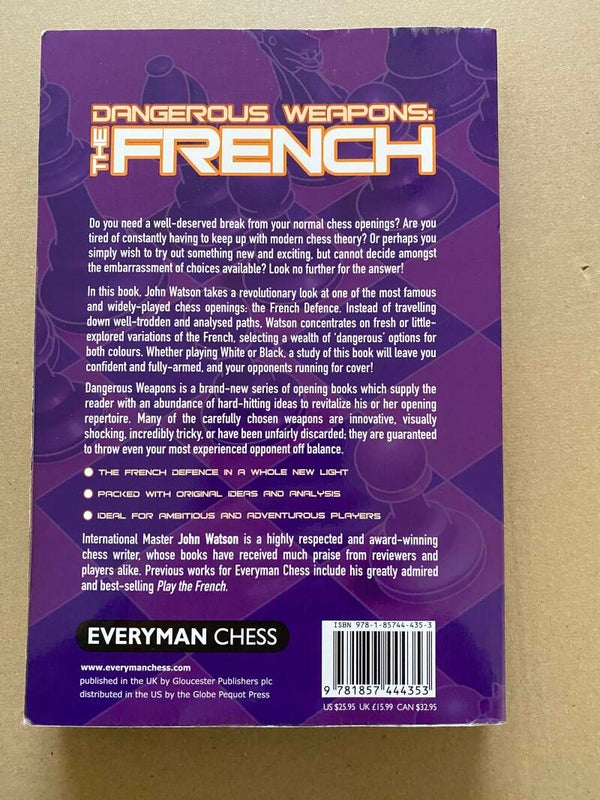 DANGEROUS WEAPONS:
THE FRENCH
Do you need a well-deserved break from your normal chess openings? Are you
tired of constantly having to keep up with modern chess theory? Or perhaps you
simply wish to try out something new and exciting, but cannot decide amongst
the embarrassment of choices available? Look no further for the answer!
In this book, John Watson takes a revolutionary look at one of the most famous
and widely-played chess openings: the French Defence. Instead of travelling
down well-trodden and analysed paths, Watson concentrates on fresh or little-
explored variations of the French, selecting a wealth of 'dangerous' options for
both colours. Whether playing White or Black, a study of this book will leave you
confident and fully-armed, and your opponents running for cover!
Dangerous Weapons is a brand-new series of opening books which supply the
reader with an abundance of hard-hitting ideas to revitalize his or her opening
repertoire. Many of the carefully chosen weapons are innovative, visually
shocking, incredibly tricky, or have been unfairly discarded; they are guaranteed
to throw even your most experienced opponent off balance.
THE FRENCH DEFENCE IN A WHOLE NEW LIGHT
PACKED WITH ORIGINAL IDEAS AND ANALYSIS
IDEAL FOR AMBITIOUS AND ADVENTUROUS PLAYERS
International Master John Watson is a highly respected and award-winning
chess writer, whose books have received much praise from reviewers and
players alike. Previous works for Everyman Chess include his greatly admired
and best-selling Play the French.
EVERYMAN CHESS
www.everymanchess.com
published in the UK by Gloucester Publishers plc
distributed in the US by the Globe Pequot Press
ISBN 978-1-85744-435-3
9 781857 444353
US $25.95 UK £15.99 CAN $32.95